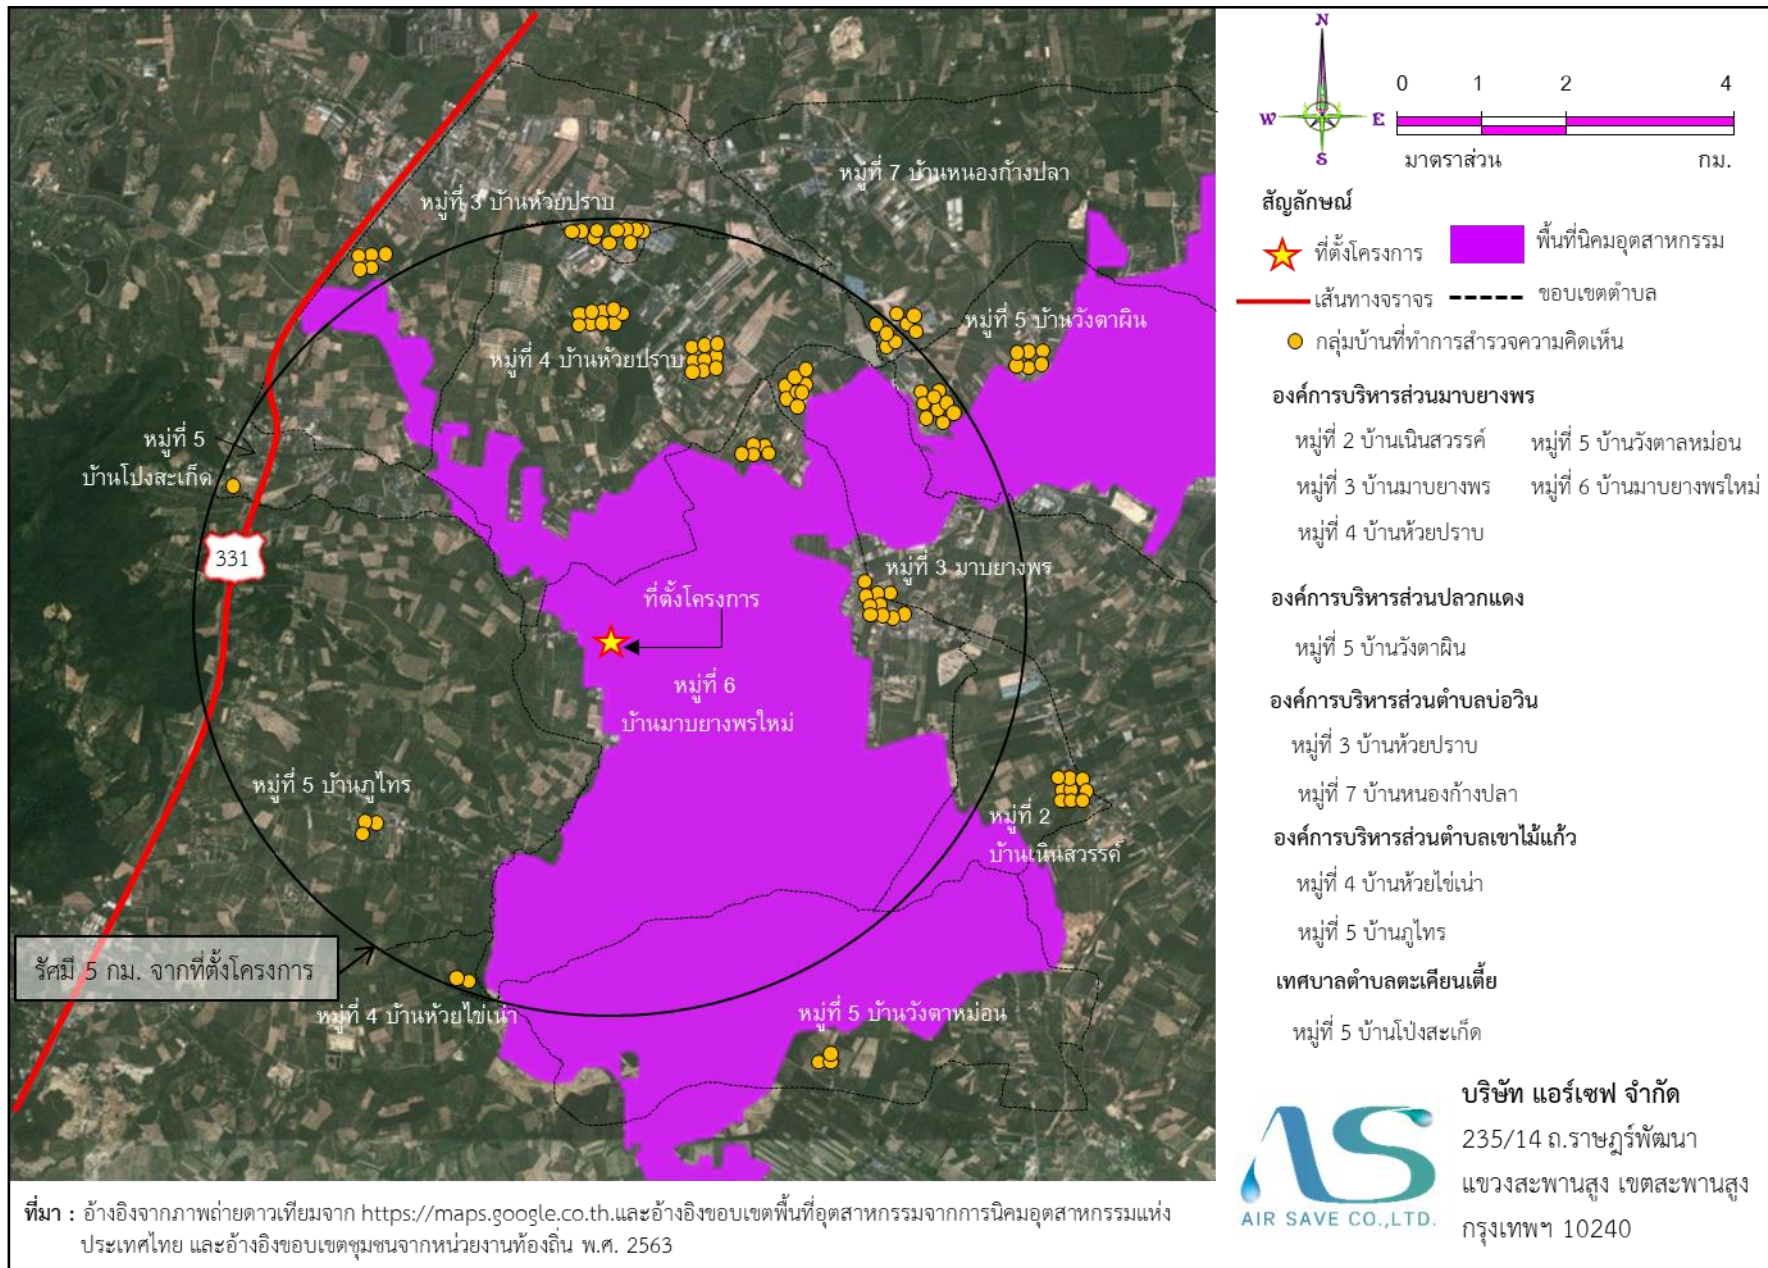 N
W
E
S
0 1 2 4
มาตราส่วน กม.
สัญลักษณ์
ที่ตั้งโครงการ
พื้นที่นิคมอุตสาหกรรม
เส้นทางจราจร
ขอบเขตตำบล
กลุ่มบ้านที่ทำการสำรวจความคิดเห็น
องค์การบริหารส่วนมาบยางพร
หมู่ที่ 2 บ้านเนินสวรรค์
หมู่ที่ 5 บ้านวังตาลหม่อน
หมู่ที่ 3 บ้านมาบยางพร
หมู่ที่ 6 บ้านมาบยางพรใหม่
หมู่ที่ 4 บ้านห้วยปราบ
องค์การบริหารส่วนปลวกแดง
หมู่ที่ 5 บ้านวังตาผิน
องค์การบริหารส่วนตำบลบ่อวิน
หมู่ที่ 3 บ้านห้วยปราบ
หมู่ที่ 7 บ้านหนองก้างปลา
องค์การบริหารส่วนตำบลเขาไม้แก้ว
หมู่ที่ 4 บ้านห้วยไข่เน่า
หมู่ที่ 5 บ้านภูไทร
เทศบาลตำบลตะเคียนเตี้ย
หมู่ที่ 5 บ้านโป่งสะเก็ด
หมู่ที่ 7 บ้านหนองก้างปลา
หมู่ที่ 3 บ้านห้วยปราบ
หมู่ที่ 5 บ้านวังตาผิน
หมู่ที่ 4 บ้านห้วยปราบ
หมู่ที่ 5
บ้านโปงสะเก็ด
331
หมู่ที่ 3 มาบยางพร
ที่ตั้งโครงการ
หมู่ที่ 6
บ้านมาบยางพรใหม่
หมู่ที่ 5 บ้านภูไทร
หมู่ที่ 2
บ้านเนินสวรรค์
รัศมี 5 กม. จากที่ตั้งโครงการ
หมู่ที่ 4 บ้านห้วยไข่เน่า
หมู่ที่ 5 บ้านวังตาหม่อน
AS
AIR SAVE CO.,LTD.
บริษัท แอร์เซฟ จำกัด
235/14 ถ.ราษฎร์พัฒนา
แขวงสะพานสูง เขตสะพานสูง
กรุงเทพฯ 10240
ที่มา : อ้างอิงจากภาพถ่ายดาวเทียมจาก https://maps.google.co.th.และอ้างอิงขอบเขตพื้นที่อุตสาหกรรมจากการนิคมอุตสาหกรรมแห่ง
ประเทศไทย และอ้างอิงขอบเขตชุมชนจากหน่วยงานท้องถิ่น พ.ศ. 2563